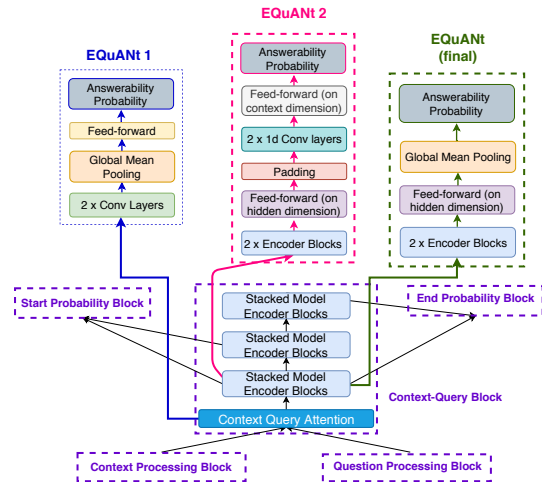 EQuANt 1
Answerability
Probability
Feed-forward
Global Mean
Pooling
2 x Conv Layers
EQuANt 2
Answerability
Probability
Feed-forward (on
context dimension)
2 x 1d Conv layers
Padding
Feed-forward (on
hidden dimension)
2 x Encoder Blocks
EQuANt
(final)
Answerability
Probability
Global Mean Pooling
Feed-forward (on
hidden dimension)
2 x Encoder Blocks
Start Probability Block
End Probability Block
Stacked Model
Encoder Blocks
Stacked Model
Encoder Blocks
Stacked Model
Encoder Blocks
Context-Query Block
Context Query Attention
Context Processing Block
Question Processing Block